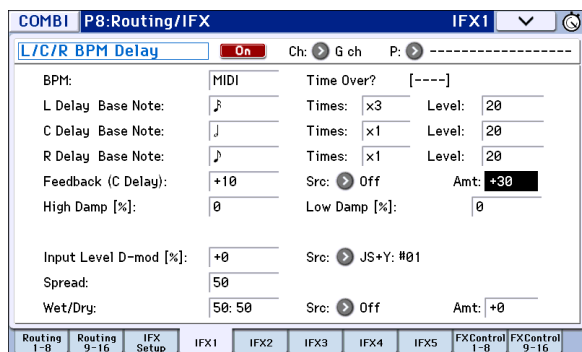 COMBI P8:Routing/IFX IFX1
L/C/R BPM Delay On Ch: G ch P: -------------------
BPM: MIDI Time Over? [----]
L Delay Base Note: Times: x3 Level: 20
C Delay Base Note: Times: x1 Level: 20
R Delay Base Note: Times: x1 Level: 20
Feedback (C Delay): +10 Src: Off Amt: +30
High Damp [%]: 0 Low Damp [%]: 0
Input Level D-mod [%]: +0 Src: JS+Y: #01
Spread: 50
Wet/Dry: 50: 50 Src: Off Amt: +0
Routing 1-8 Routing 9-16 IFX Setup IFX1 IFX2 IFX3 IFX4 IFX5 FXControl 1-8 FXControl 9-16